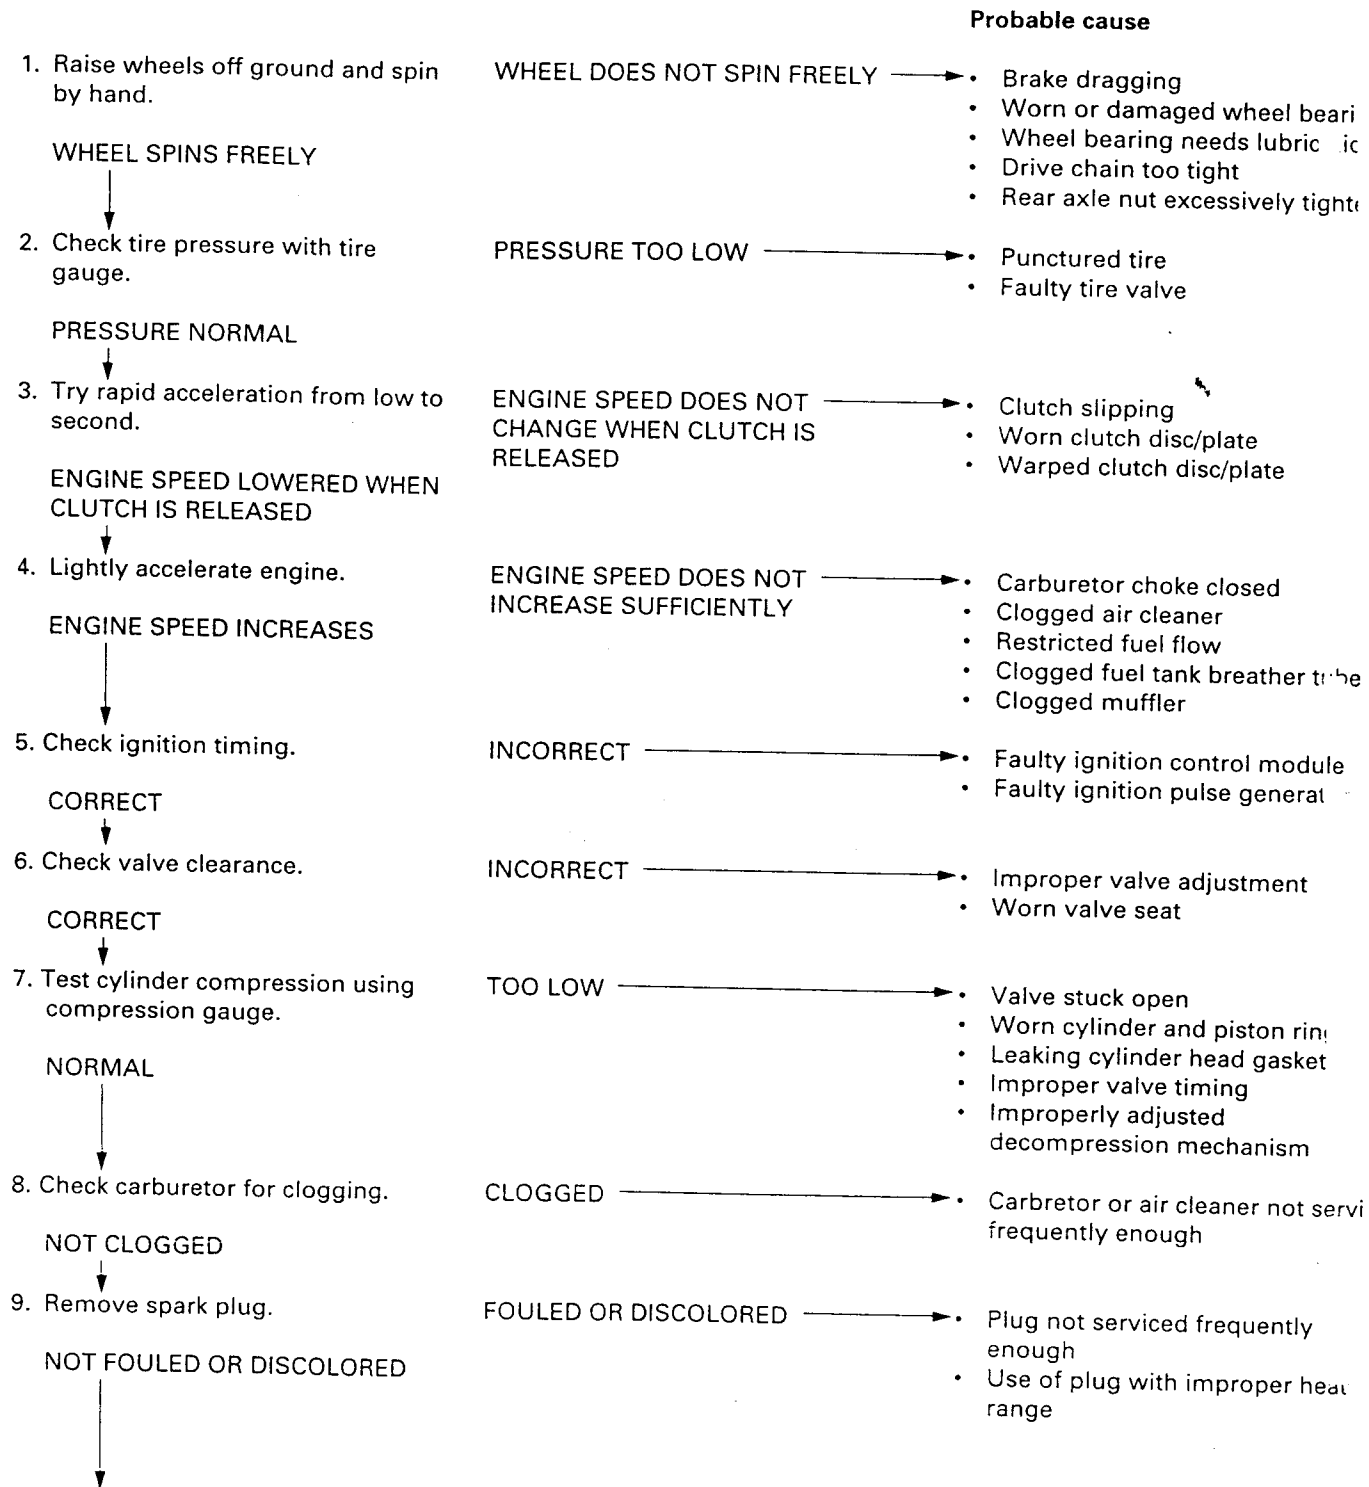 Probable cause
1. Raise wheels off ground and spin by hand.
WHEEL DOES NOT SPIN FREELY
• Brake dragging
• Worn or damaged wheel
• Wheel bearing needs
• Drive chain too tight
• Rear axle nut excessively
WHEEL SPINS FREELY
2. Check tire pressure with tire gauge.
PRESSURE TOO LOW
• Punctured tire
• Faulty tire valve
PRESSURE NORMAL
3. Try rapid acceleration from low to second.
ENGINE SPEED DOES NOT CHANGE WHEN CLUTCH IS RELEASED
• Clutch slipping
• Worn clutch disc/plate
• Warped clutch disc/plate
ENGINE SPEED LOWERED WHEN CLUTCH IS RELEASED
4. Lightly accelerate engine.
ENGINE SPEED DOES NOT INCREASE SUFFICIENTLY
• Carburetor choke closed
• Clogged air cleaner
• Restricted fuel flow
• Clogged fuel tank breather
• Clogged muffler
ENGINE SPEED INCREASES
5. Check ignition timing.
INCORRECT
• Faulty ignition control module
• Faulty ignition pulse
CORRECT
6. Check valve clearance.
INCORRECT
• Improper valve adjustment
• Worn valve seat
CORRECT
7. Test cylinder compression using compression gauge.
TOO LOW
• Valve stuck open
• Worn cylinder and piston
• Leaking cylinder head gasket
• Improper valve timing
• Improperly adjusted decompression mechanism
NORMAL
8. Check carburetor for clogging.
CLOGGED
• Carbretor or air cleaner not
frequently enough
NOT CLOGGED
9. Remove spark plug.
FOULED OR DISCOLORED
• Plug not serviced frequently enough
• Use of plug with improper
range
NOT FOULED OR DISCOLORED